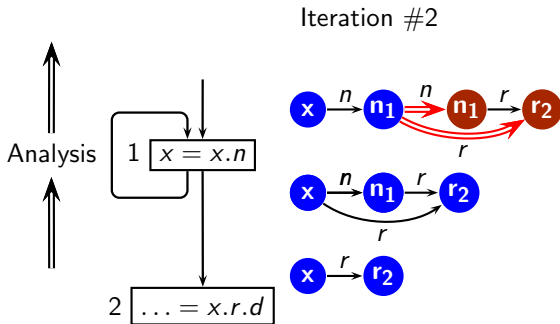 Iteration #2
n n r
x n₁ n₁ r₂
r
Analysis 1 x = x.n
n r
x n₁ r₂
r
r
x r₂
2 ... = x.r.d